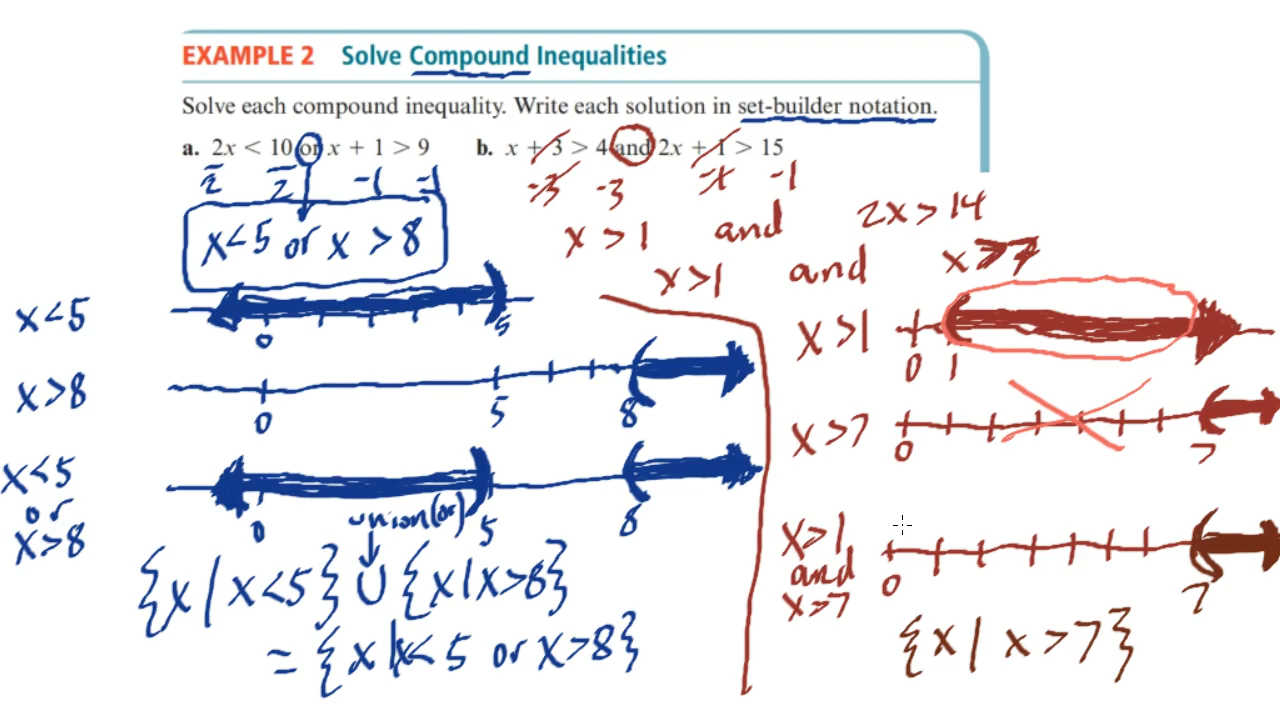 EXAMPLE 2 Solve Compound Inequalities
Solve each compound inequality. Write each solution in set-builder notation.
a. 2x < 10 or x + 1 > 9
b. x + 3 > 4 and 2x + 1 > 15
2 2 -1 -1
-3 -3 -1 -1
x<5 or x >8
x >1 and 2x>14
x>1 and x>7
x<5
0 5
x>8
0 5 8
x<5
or
x>8
0 5 8
union(or)
{x | x<5} ∪ {x | x>8}
= {x | x<5 or x>8}
x>1
0 1
x>7
0 7
x>1
and
x>7
0 7
{x | x >7}